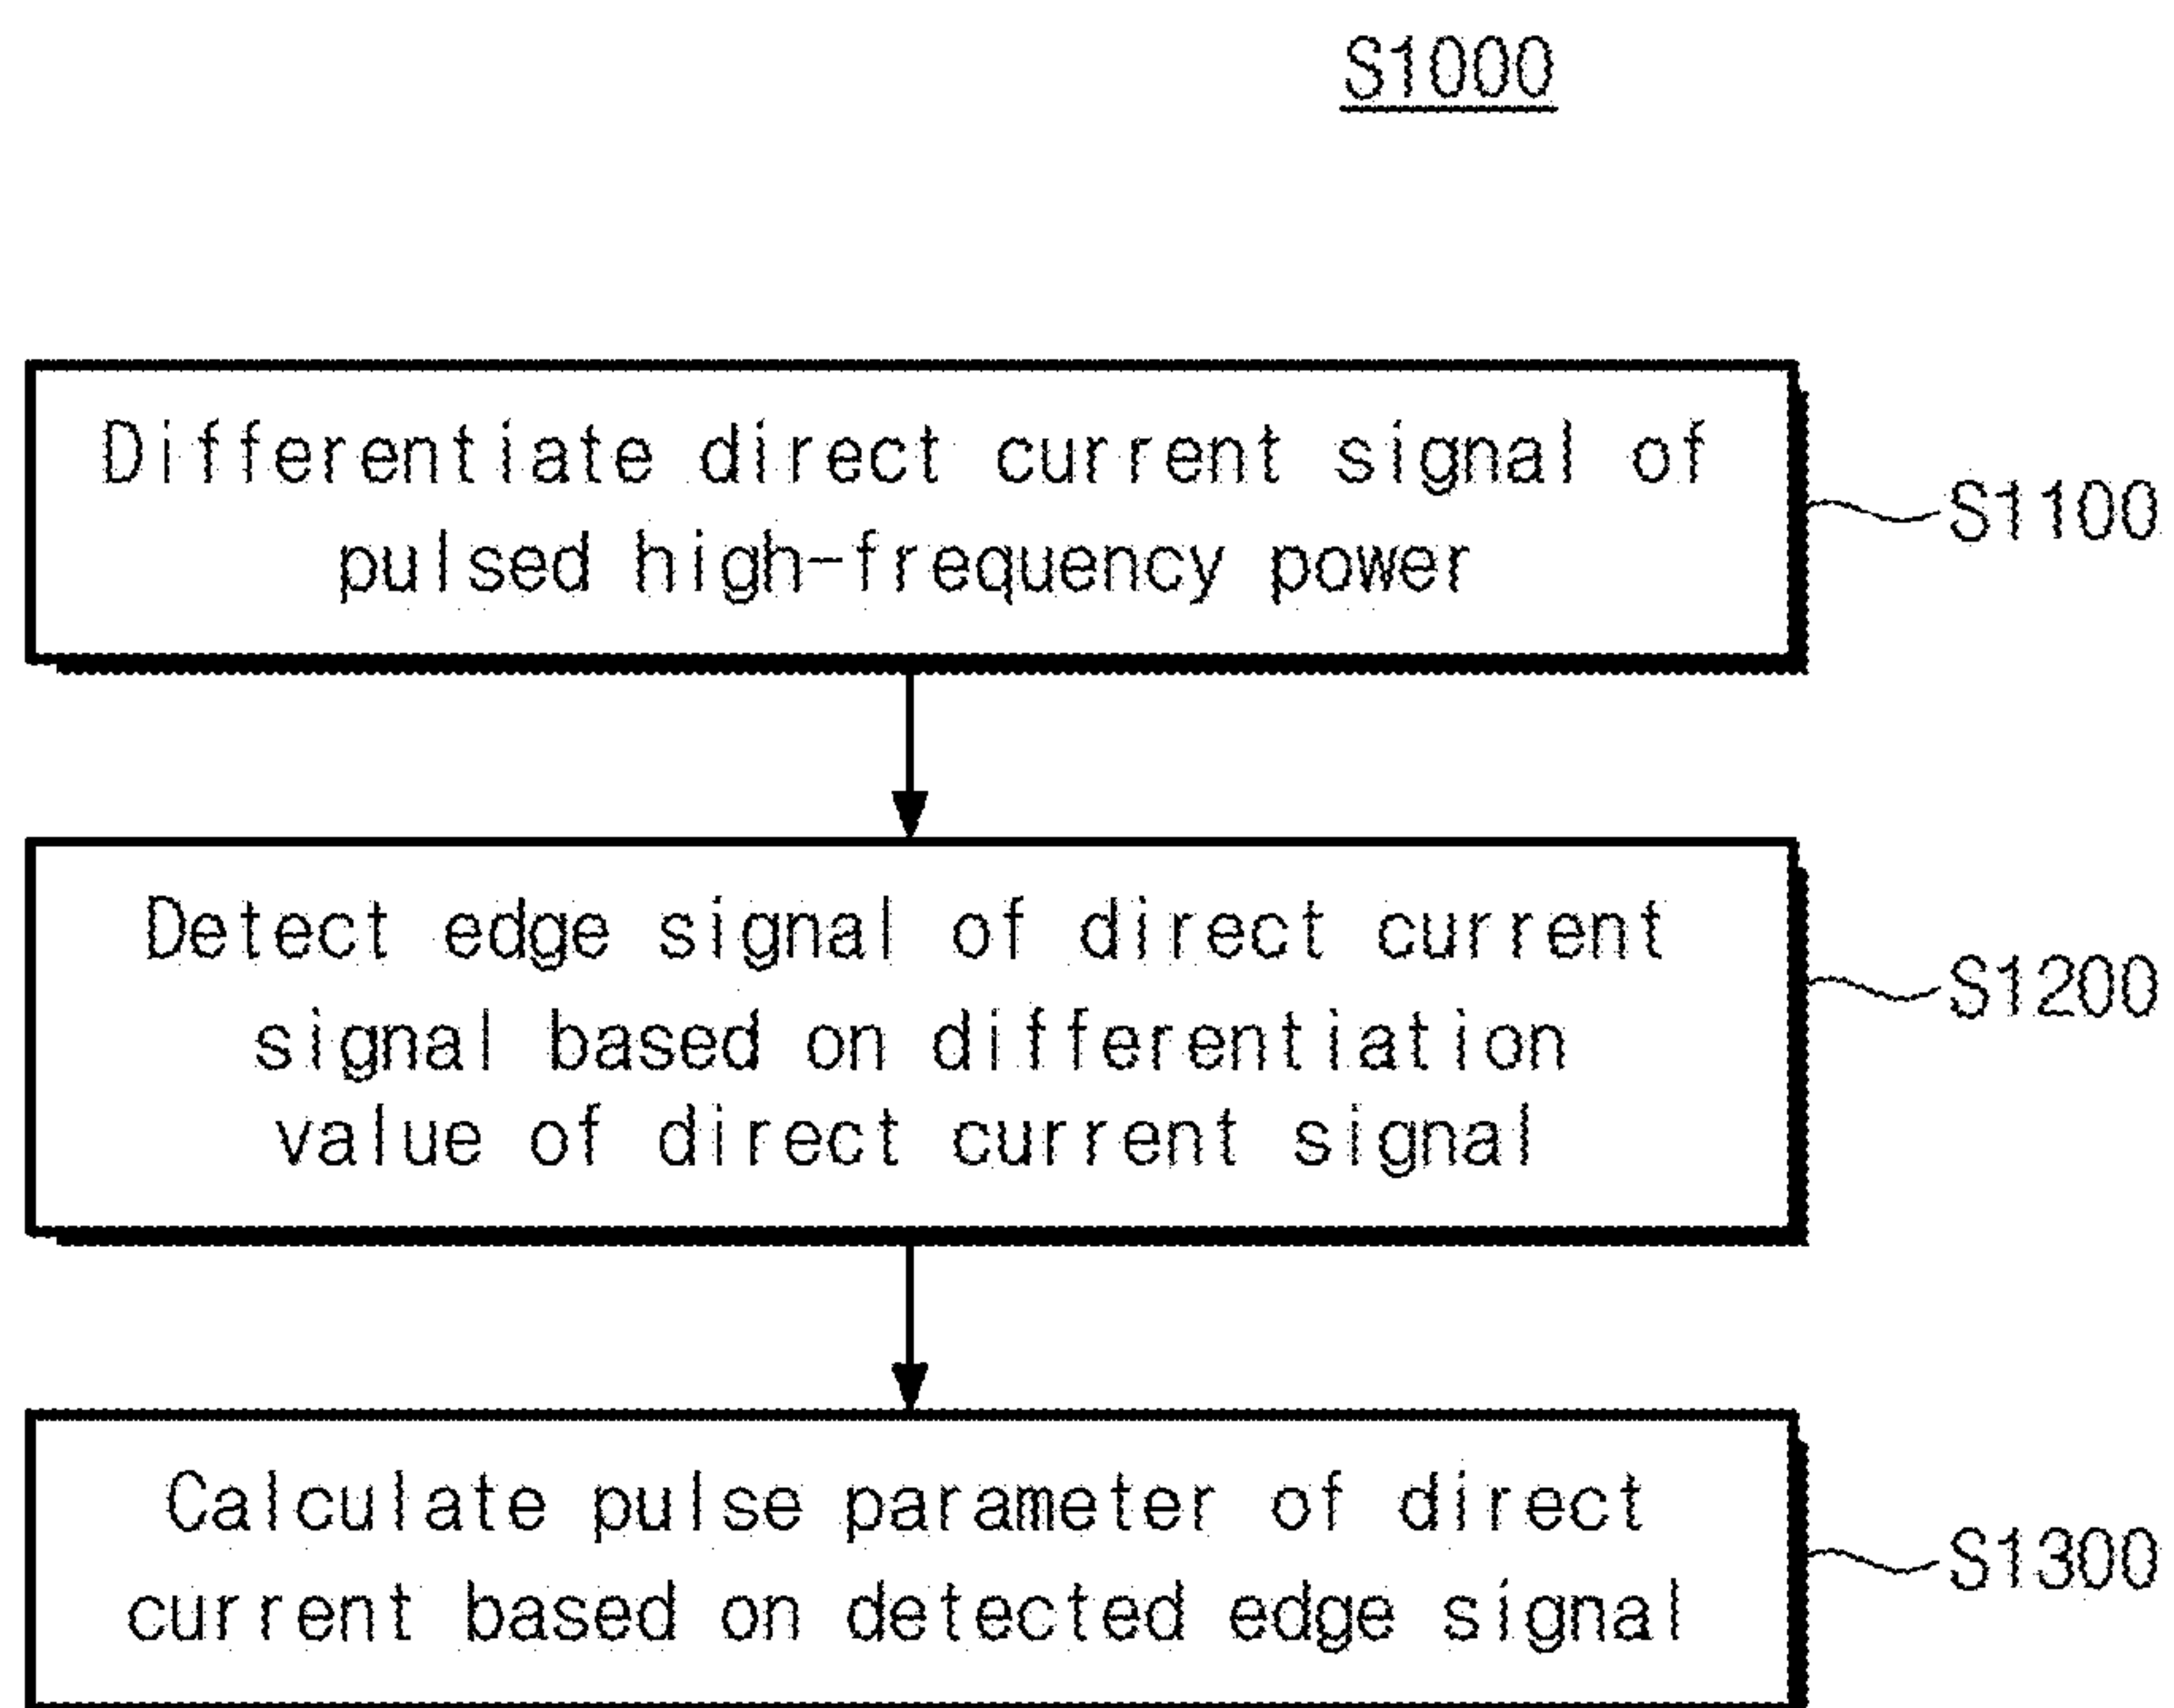 S1000
Differentiate direct current signal of
pulsed high-frequency power
S1100
Detect edge signal of direct current
signal based on differentiation
value of direct current signal
S1200
Calculate pulse parameter of direct
current based on detected edge signal
S1300